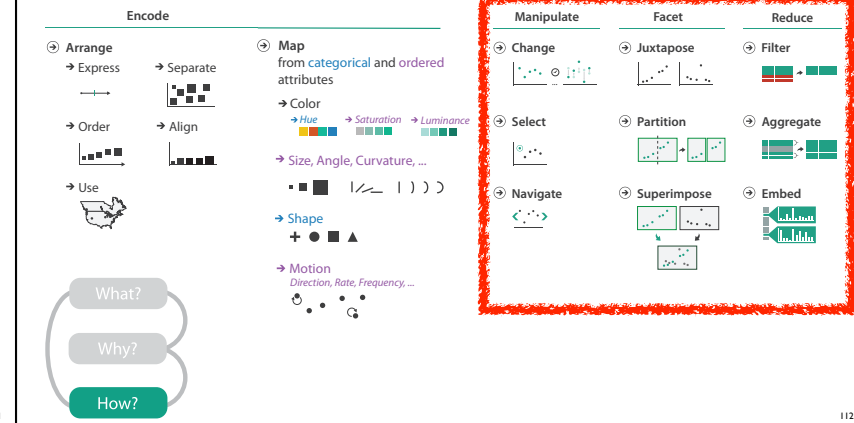 Encode
Manipulate
Facet
Reduce
Arrange
Express
Separate
Order
Align
Use
Map
from categorical and ordered
attributes
Color
Hue
Saturation
Luminance
Size, Angle, Curvature, ...
Shape
Motion
Direction, Rate, Frequency, ...
Change
...
Select
Navigate
Juxtapose
Partition
Superimpose
Filter
Aggregate
Embed
What?
Why?
How?
112